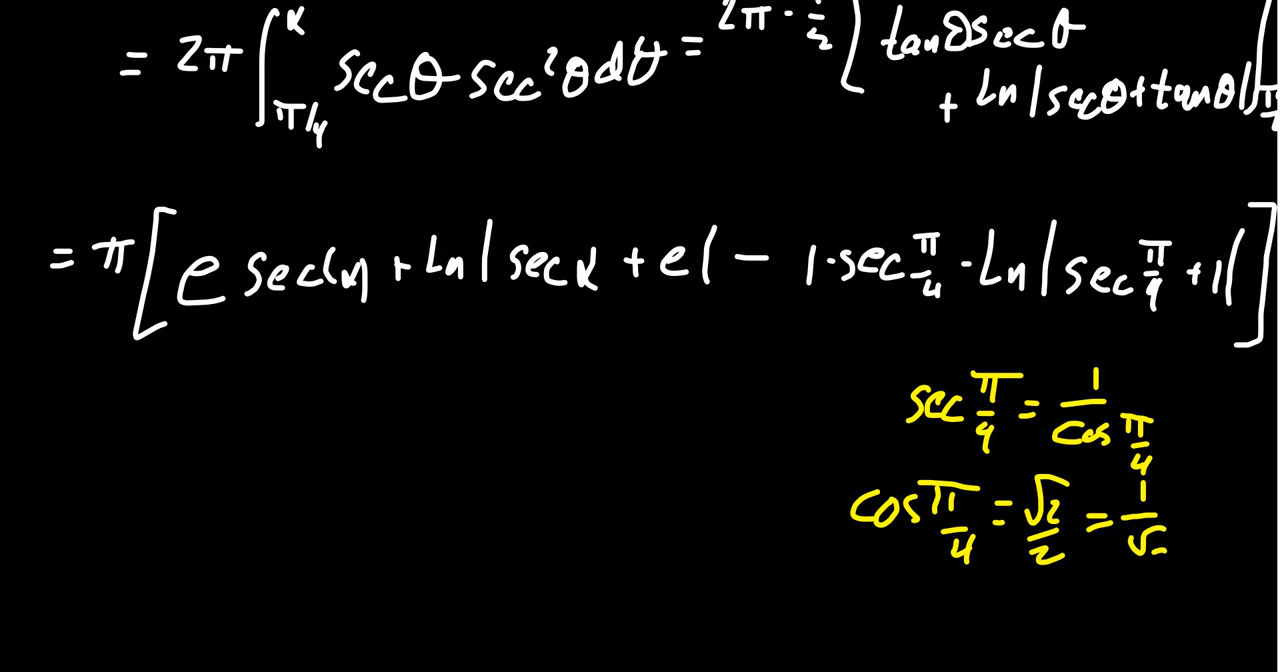 = 2π ∫_{π/4}^{α} secθ sec²θ dθ = 2π · 1/2 [ tanθ secθ
+ ln|secθ + tanθ|
= π [ e sec(α) + ln|sec α + e| - 1·sec π/4 - ln|sec π/4 + 1| ]
sec π/4 = 1/cos π/4
cos π/4 = √2/2 = 1/√2